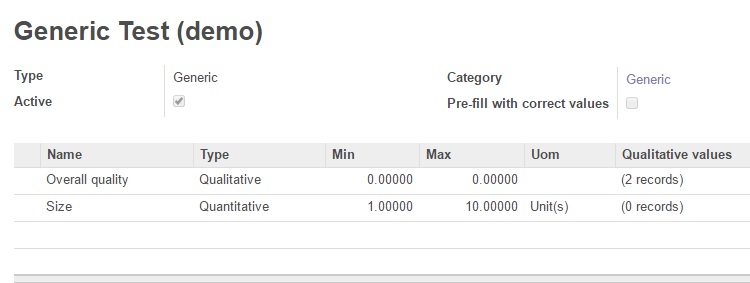 Generic Test (demo)
Type Generic Category Generic
Active Pre-fill with correct values
Name Type Min Max Uom Qualitative values
Overall quality Qualitative 0.00000 0.00000 (2 records)
Size Quantitative 1.00000 10.00000 Unit(s) (0 records)